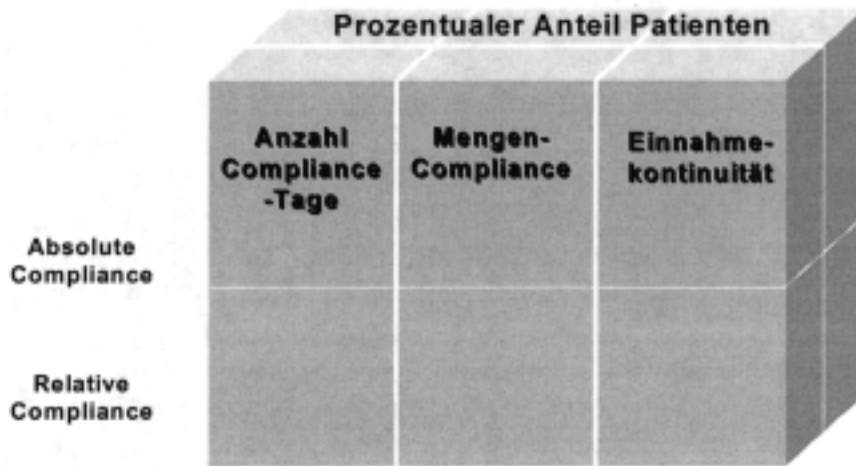 Prozentualer Anteil Patienten
Anzahl
Compliance
-Tage
Mengen-
Compliance
Einnahme-
kontinuität
Absolute
Compliance
Relative
Compliance